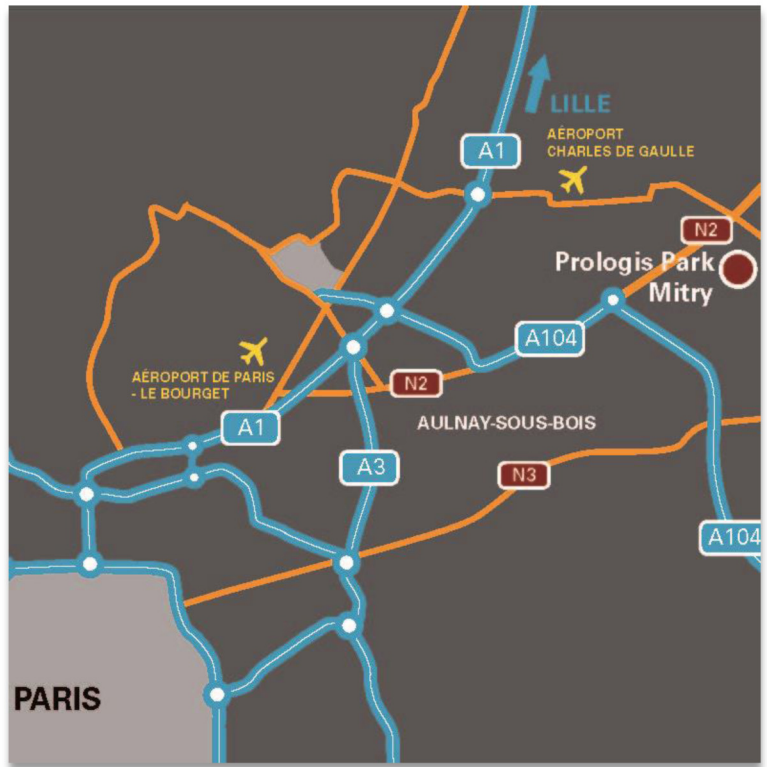 LILLE
AÉROPORT
CHARLES DE GAULLE
A1
N2
Prologis Park
Mitry
A104
AÉROPORT DE PARIS
- LE BOURGET
N2
A1
AULNAY-SOUS-BOIS
A3
N3
A104
PARIS